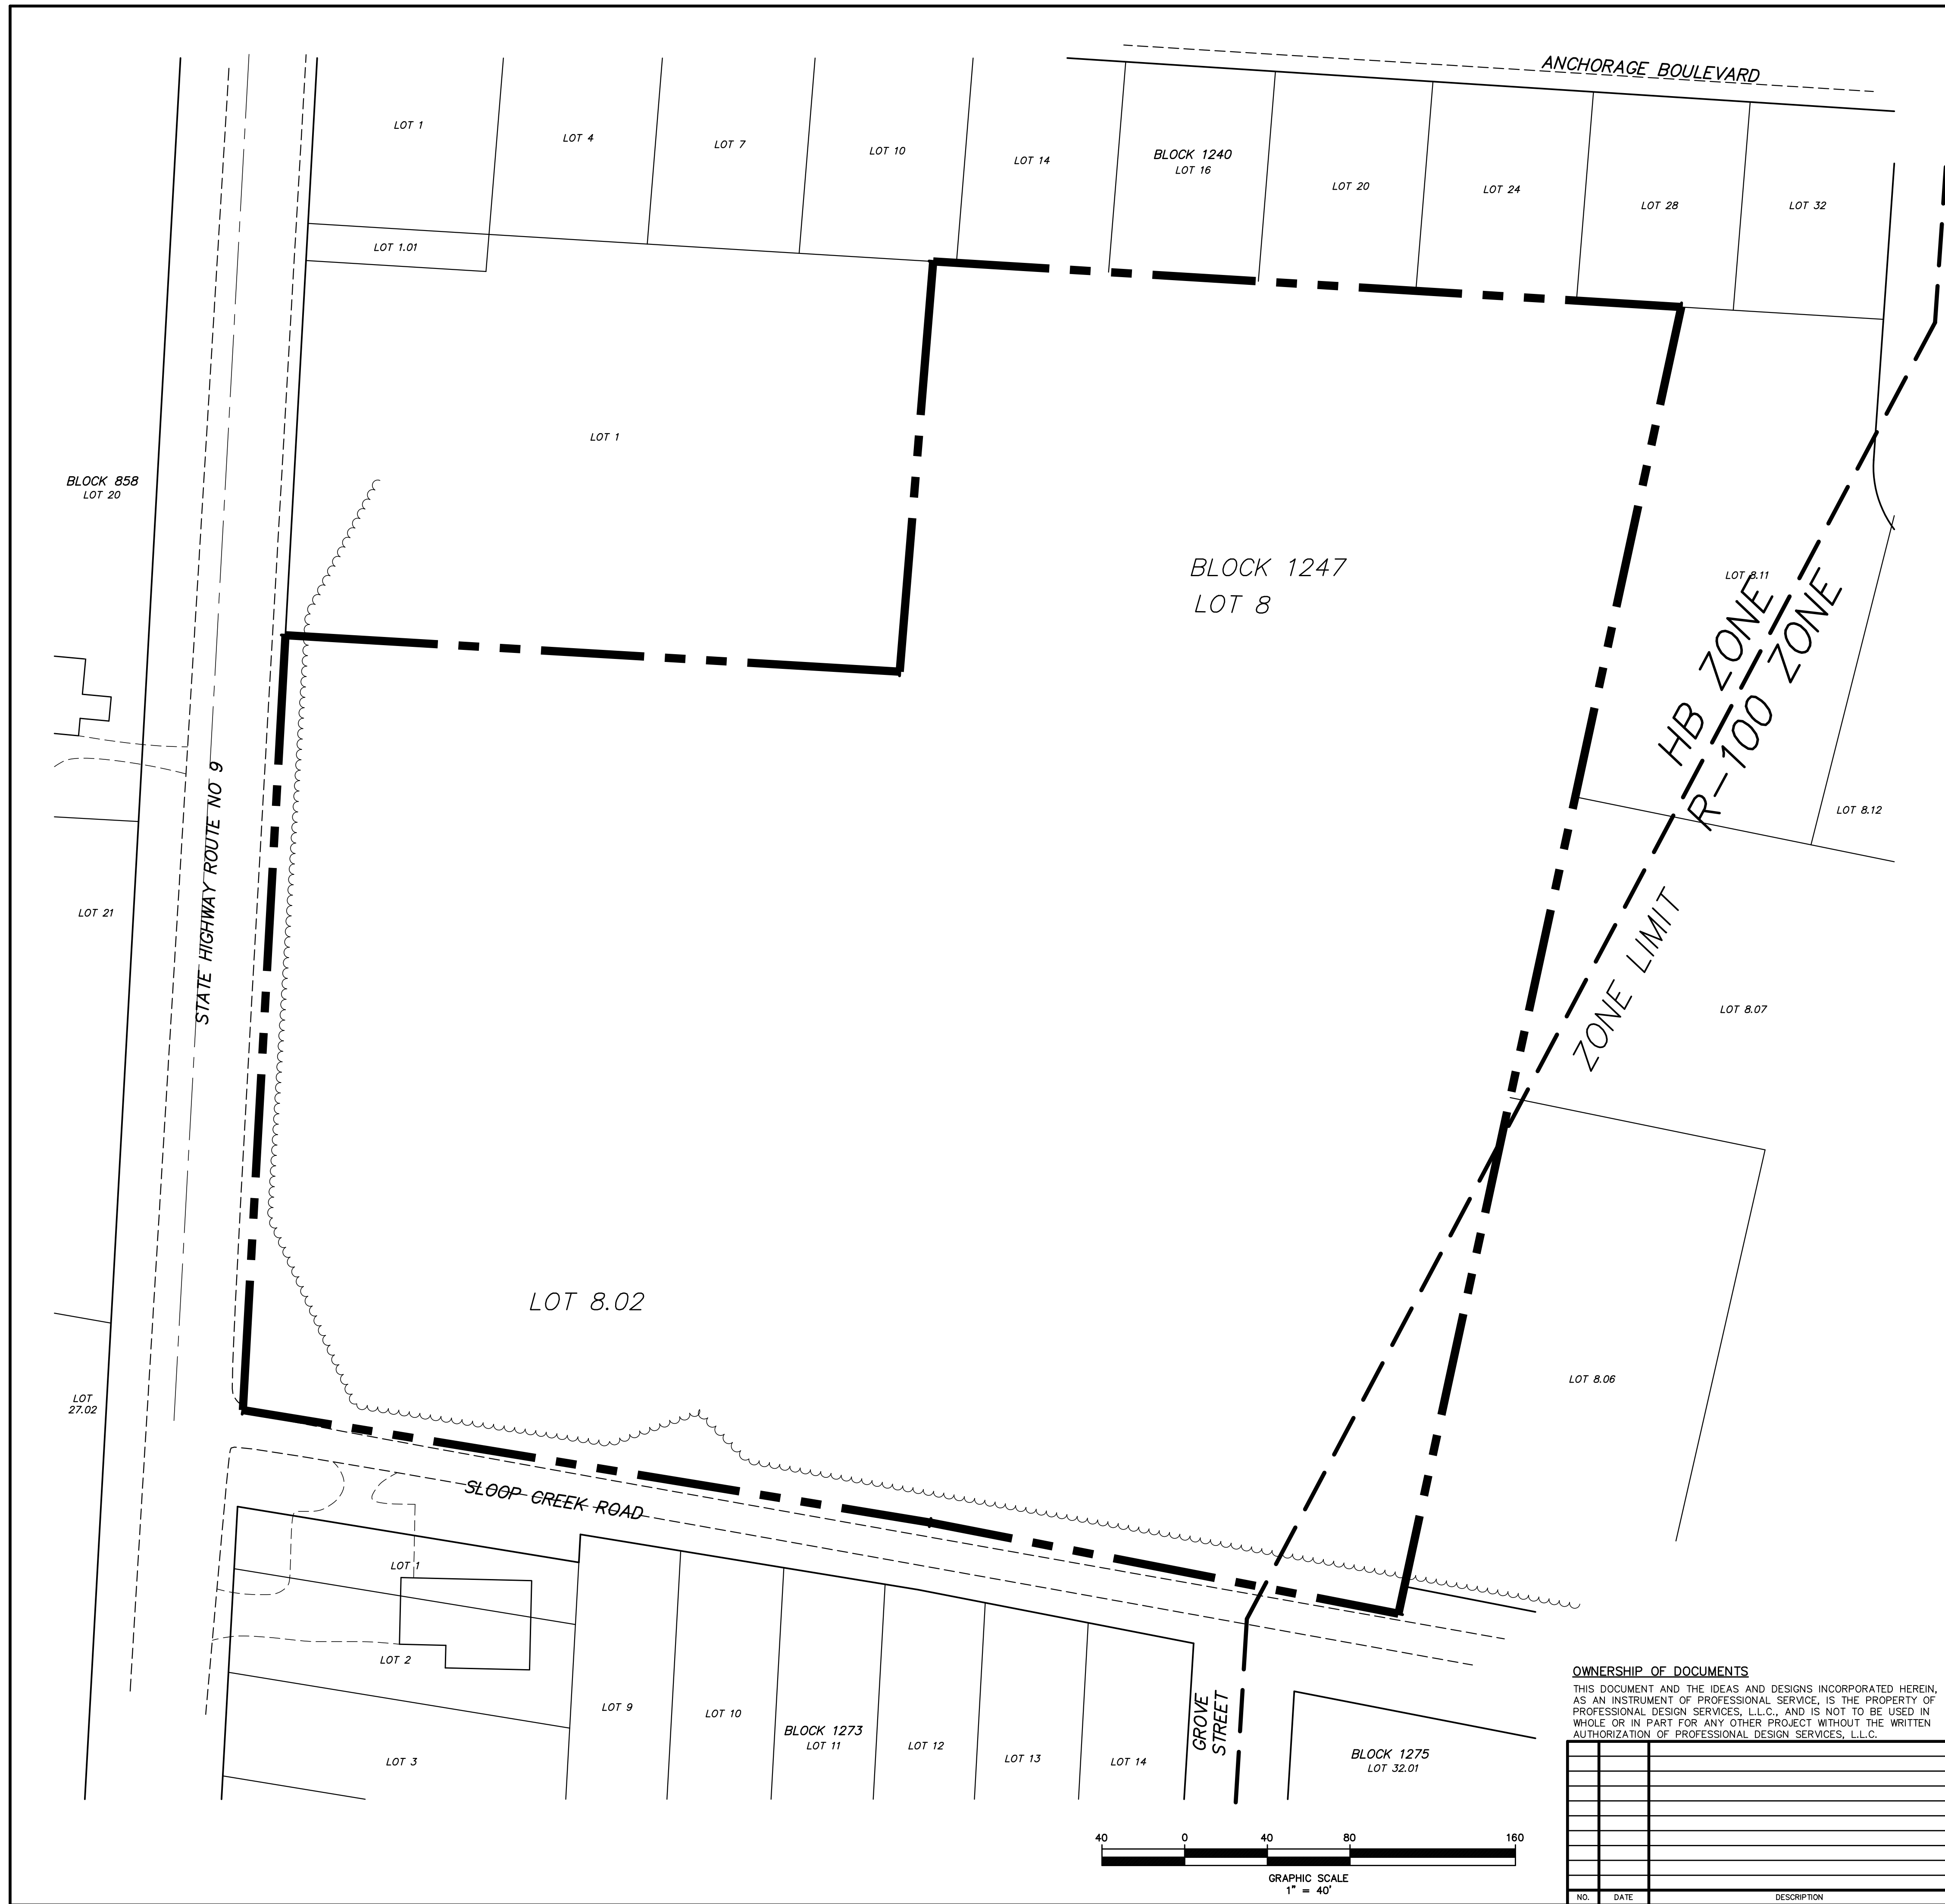 ANCHORAGE BOULEVARD
LOT 1
LOT 4
LOT 7
LOT 10
LOT 14
BLOCK 1240
LOT 16
LOT 20
LOT 24
LOT 28
LOT 32
LOT 1.01
LOT 1
BLOCK 858
LOT 20
BLOCK 1247
LOT 8
LOT 8.11
HB ZONE
R-100 ZONE
LOT 8.12
STATE HIGHWAY ROUTE NO 9
LOT 21
ZONE LIMIT
LOT 8.07
LOT 8.02
LOT 8.06
LOT
27.02
SLOOP CREEK ROAD
LOT 1
LOT 2
LOT 3
LOT 9
LOT 10
BLOCK 1273
LOT 11
LOT 12
LOT 13
LOT 14
GROVE
STREET
BLOCK 1275
LOT 32.01
OWNERSHIP OF DOCUMENTS
THIS DOCUMENT AND THE IDEAS AND DESIGNS INCORPORATED HEREIN,
AS AN INSTRUMENT OF PROFESSIONAL SERVICE, IS THE PROPERTY OF
PROFESSIONAL DESIGN SERVICES, L.L.C., AND IS NOT TO BE USED IN
WHOLE OR IN PART FOR ANY OTHER PROJECT WITHOUT THE WRITTEN
AUTHORIZATION OF PROFESSIONAL DESIGN SERVICES, L.L.C.
40 0 40 80 160
GRAPHIC SCALE
1" = 40'
NO. DATE DESCRIPTION